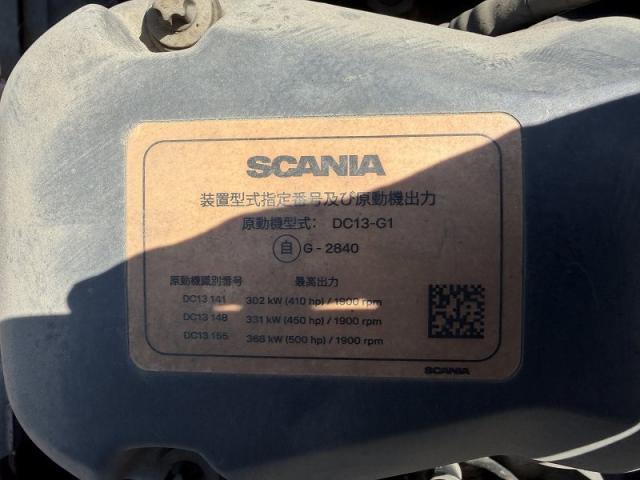 SCANIA
装置型式指定番号及び原動機出力
原動機型式: DC13-G1
自 G-2840
原動機識別番号 最高出力
DC13 141 302 kW (410 hp) / 1900 rpm
DC13 148 331 kW (450 hp) / 1900 rpm
DC13 155 368 kW (500 hp) / 1900 rpm
SCANIA